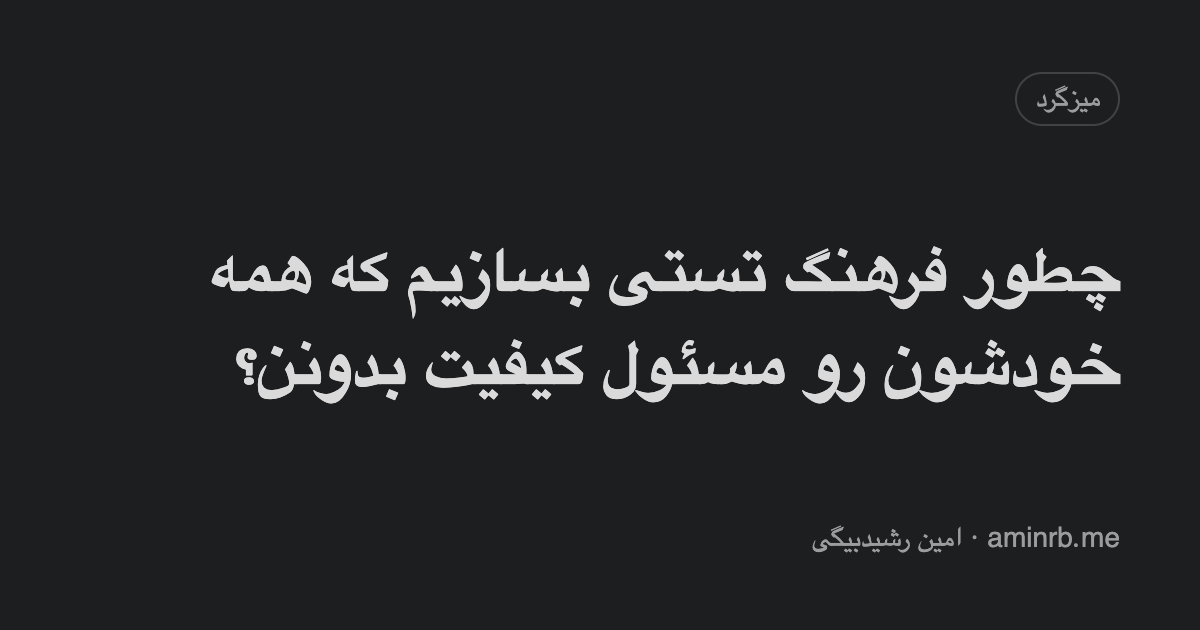 میزگرد
چطور فرهنگ تستی بسازیم که همه
خودشون رو مسئول کیفیت بدونن؟
aminrb.me · امین رشیدبیگی